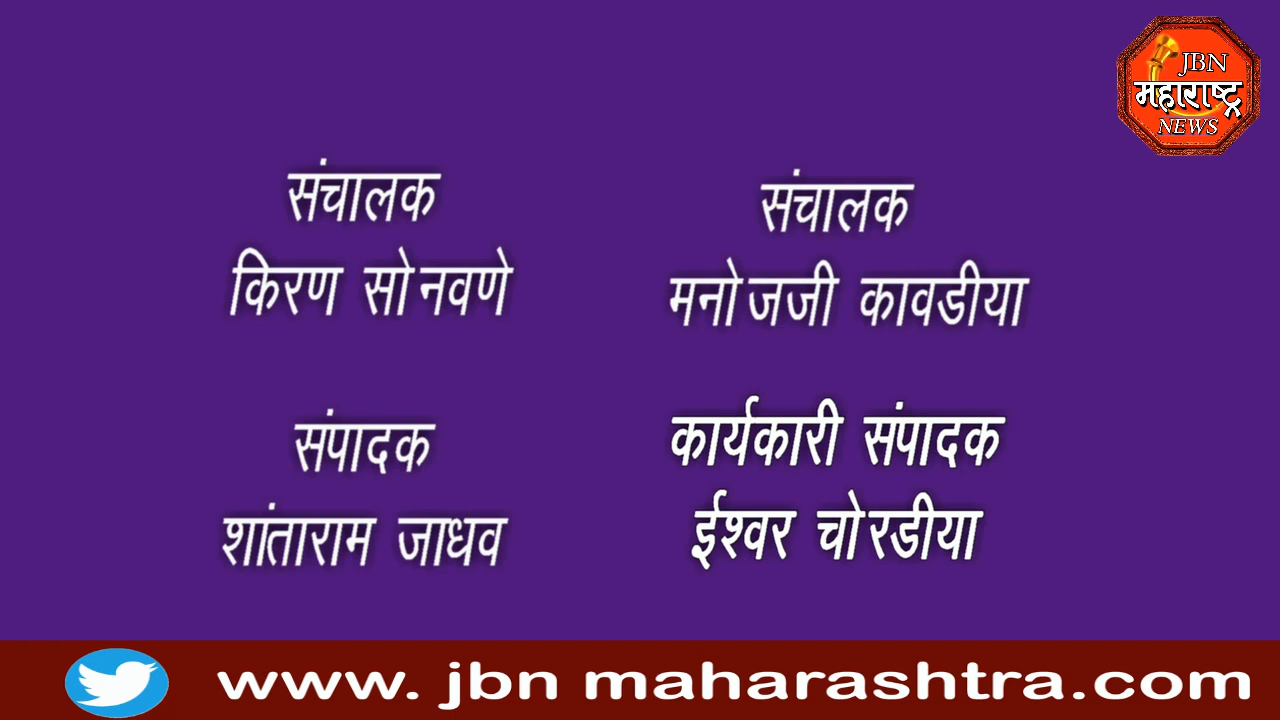 JBN
महाराष्ट्र
NEWS
संचालक
किरण सोनवणे
संचालक
मनोजजी कावडीया
संपादक
शांताराम जाधव
कार्यकारी संपादक
ईश्वर चोरडीया
www. jbn maharashtra.com